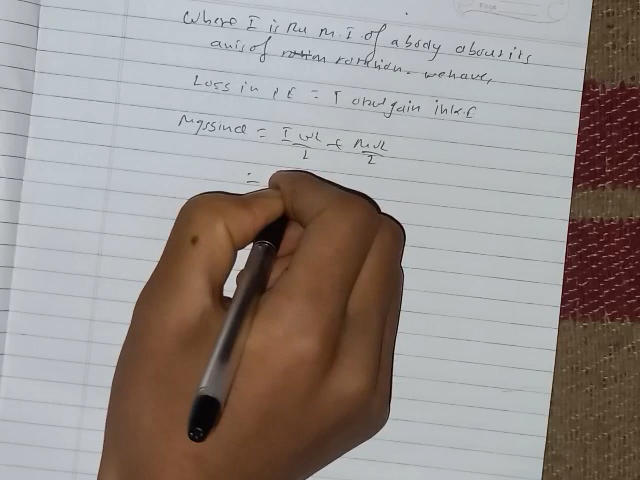 Where I is the M.I. of a body about its
axis of rotation. we have,
Loss in P.E = Total gain in K.E
Mgssinα = Iω²/2 + Mv²/2
=